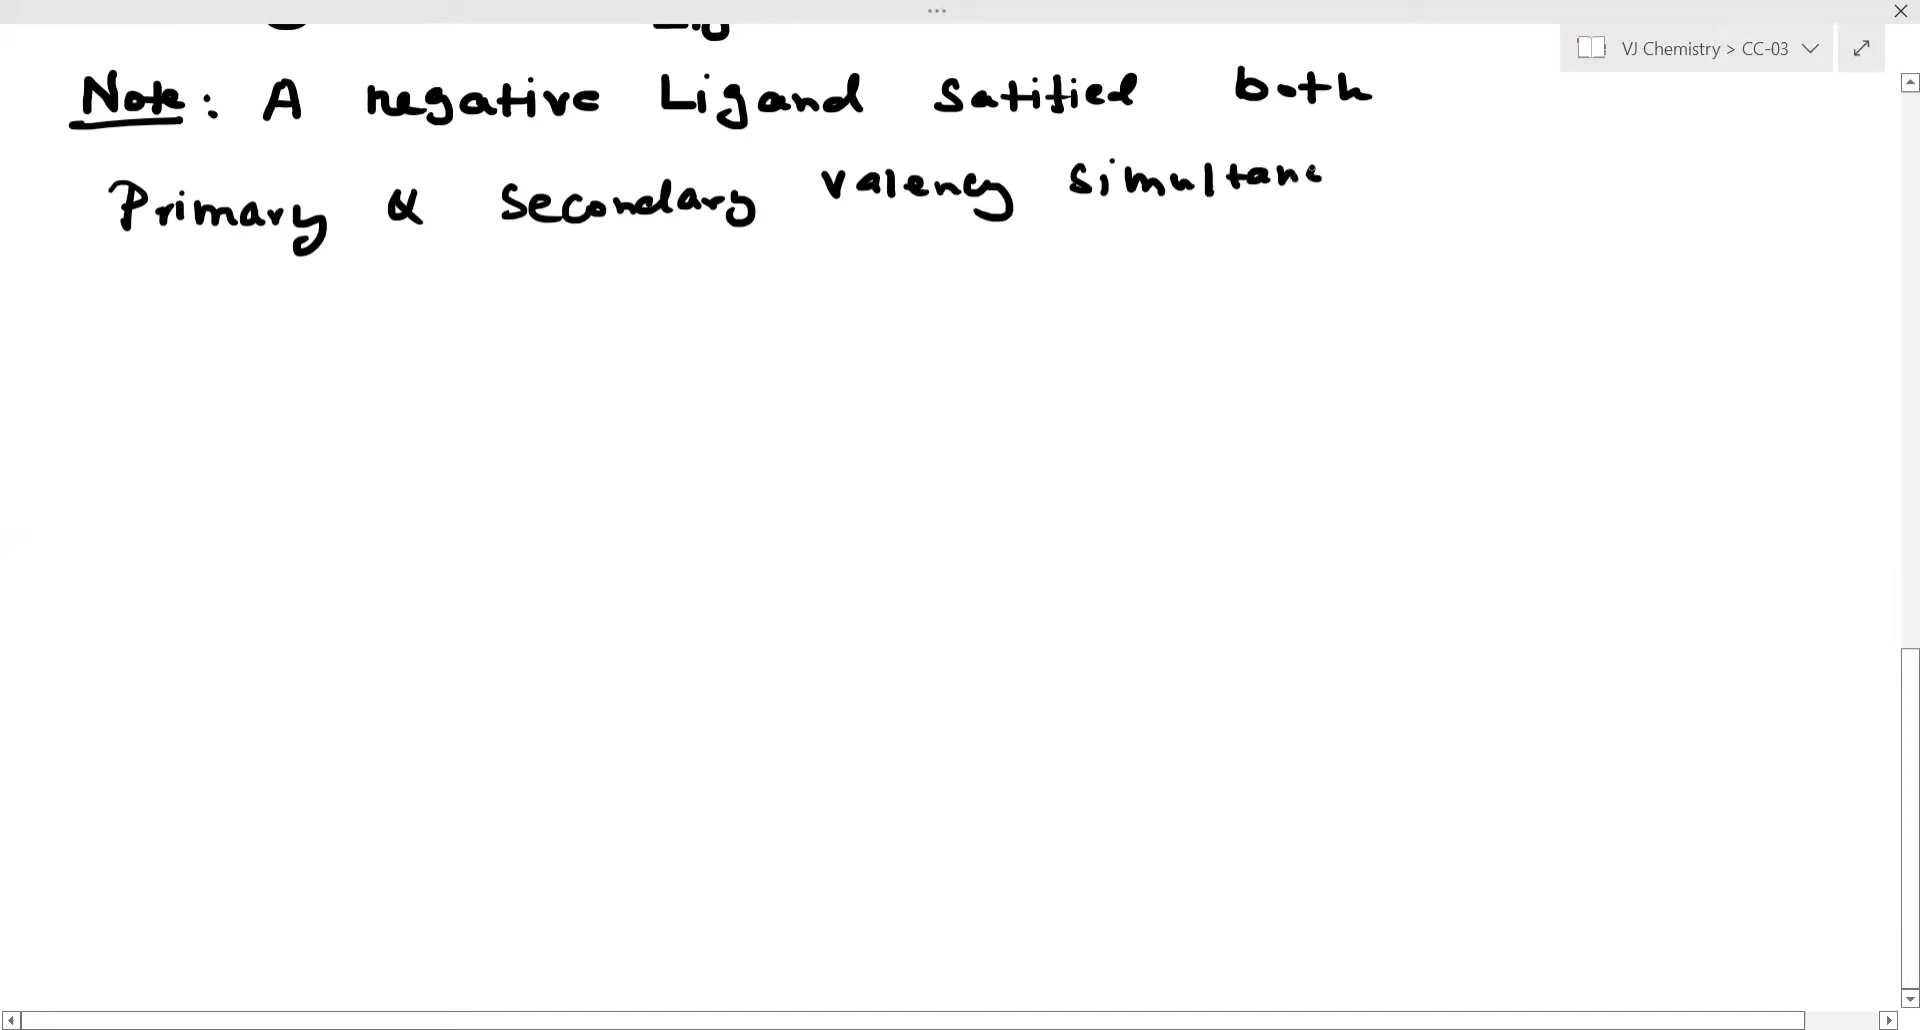 VJ Chemistry > CC-03
Note: A negative Ligand Satified both
Primary & Secondary valency simultane